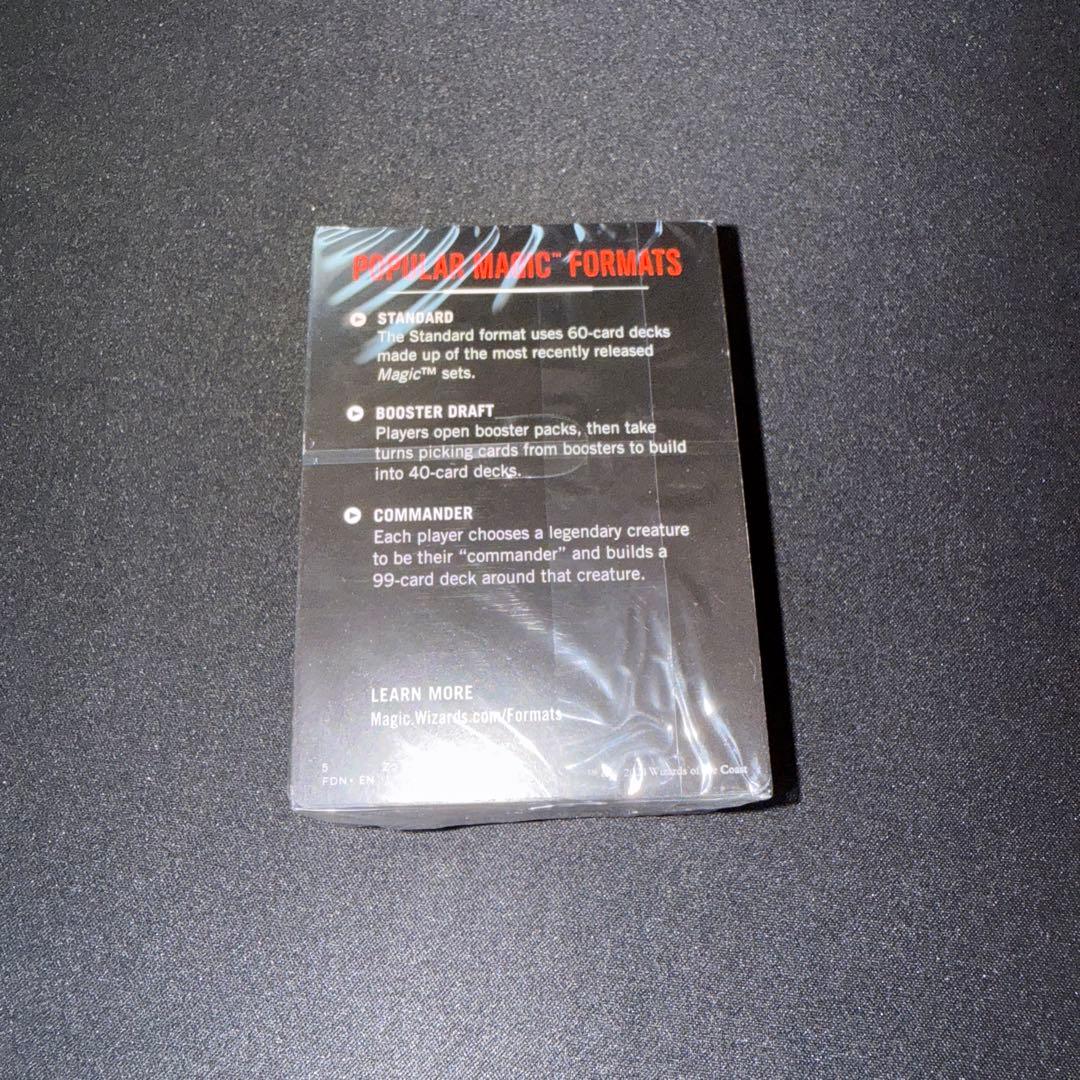 POPULAR MAGIC™ FORMATS
STANDARD
The Standard format uses 60-card decks
made up of the most recently released
Magic™ sets.
BOOSTER DRAFT
Players open booster packs, then take
turns picking cards from boosters to build
into 40-card decks.
COMMANDER
Each player chooses a legendary creature
to be their “commander” and builds a
99-card deck around that creature.
LEARN MORE
Magic.Wizards.com/Formats
5
FDN • EN
Wizards of the Coast